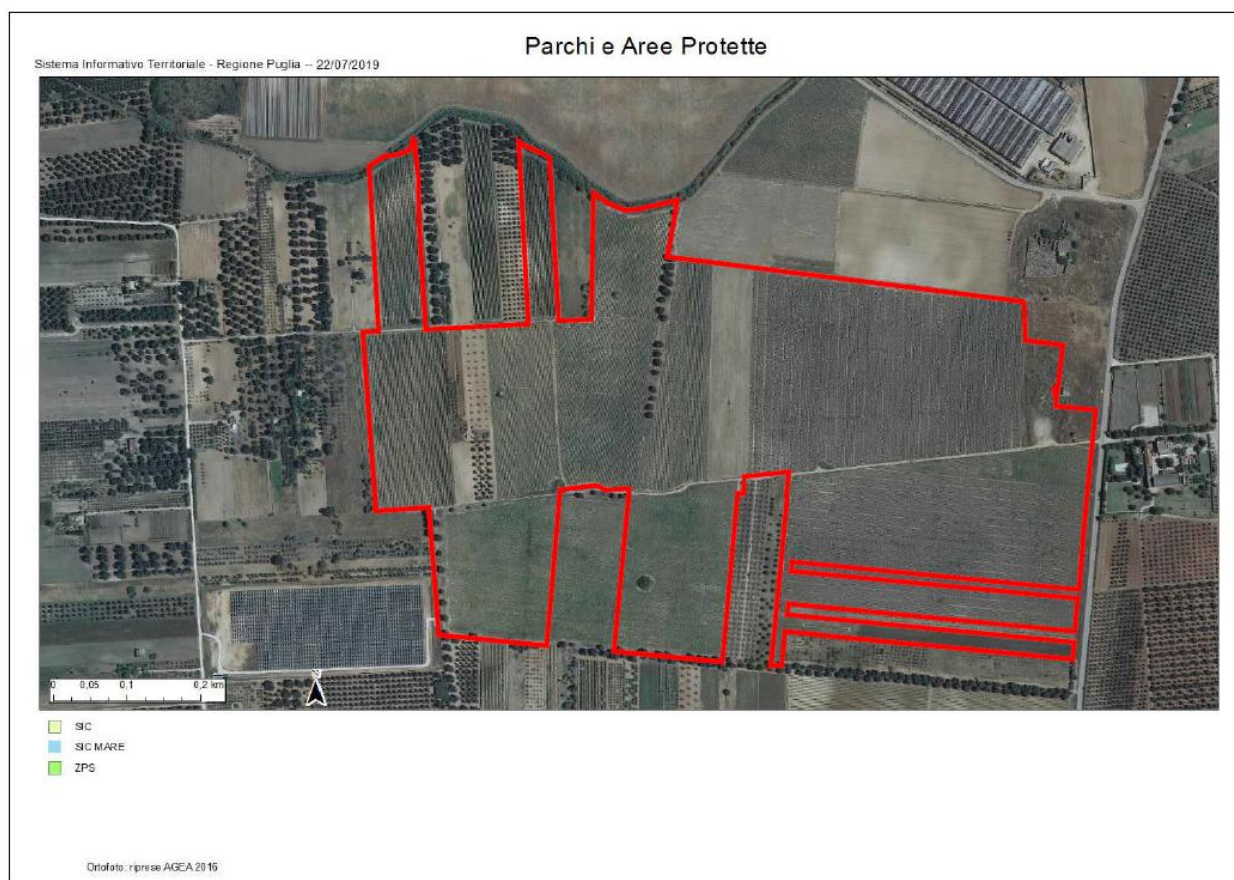 Parchi e Aree Protette
Sistema Informativo Territoriale - Regione Puglia -- 22/07/2019
0 0,05 0,1 0,2 km
SIC
SIC MARE
ZPS
Ortofoto: riprese AGEA 2016